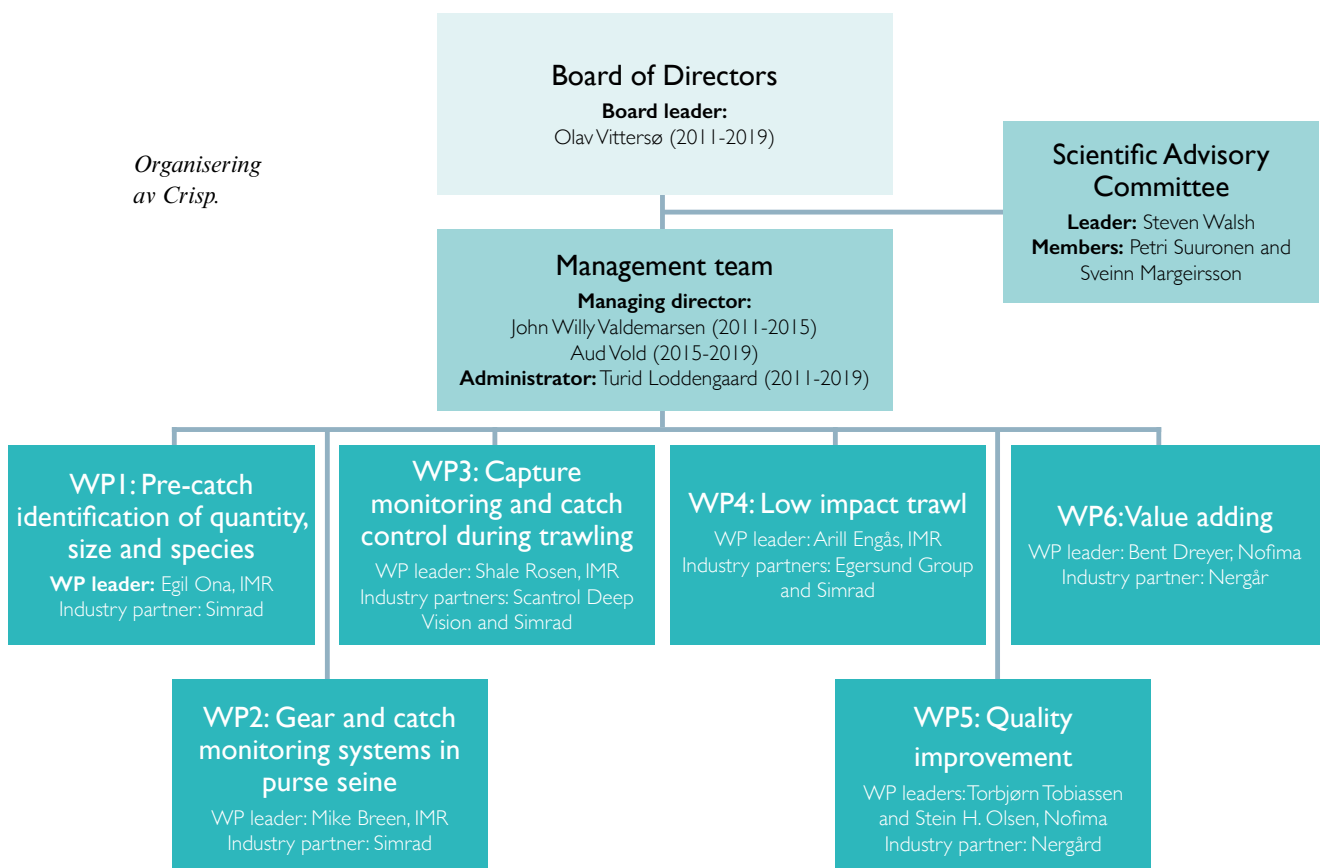 Board of Directors
Board leader:
Olav Vittersø (2011-2019)
Organisering
av Crisp.
Scientific Advisory
Committee
Leader: Steven Walsh
Members: Petri Suuronen and
Sveinn Margeirsson
Management team
Managing director:
John Willy Valdemarsen (2011-2015)
Aud Vold (2015-2019)
Administrator: Turid Loddengaard (2011-2019)
WP1: Pre-catch
identification of quantity,
size and species
WP leader: Egil Ona, IMR
Industry partner: Simrad
WP3: Capture
monitoring and catch
control during trawling
WP leader: Shale Rosen, IMR
Industry partners: Scantrol Deep
Vision and Simrad
WP4: Low impact trawl
WP leader: Arill Engås, IMR
Industry partners: Egersund Group
and Simrad
WP6: Value adding
WP leader: Bent Dreyer, Nofima
Industry partner: Nergår
WP2: Gear and catch
monitoring systems in
purse seine
WP leader: Mike Breen, IMR
Industry partner: Simrad
WP5: Quality
improvement
WP leaders: Torbjørn Tobiassen
and Stein H. Olsen, Nofima
Industry partner: Nergård